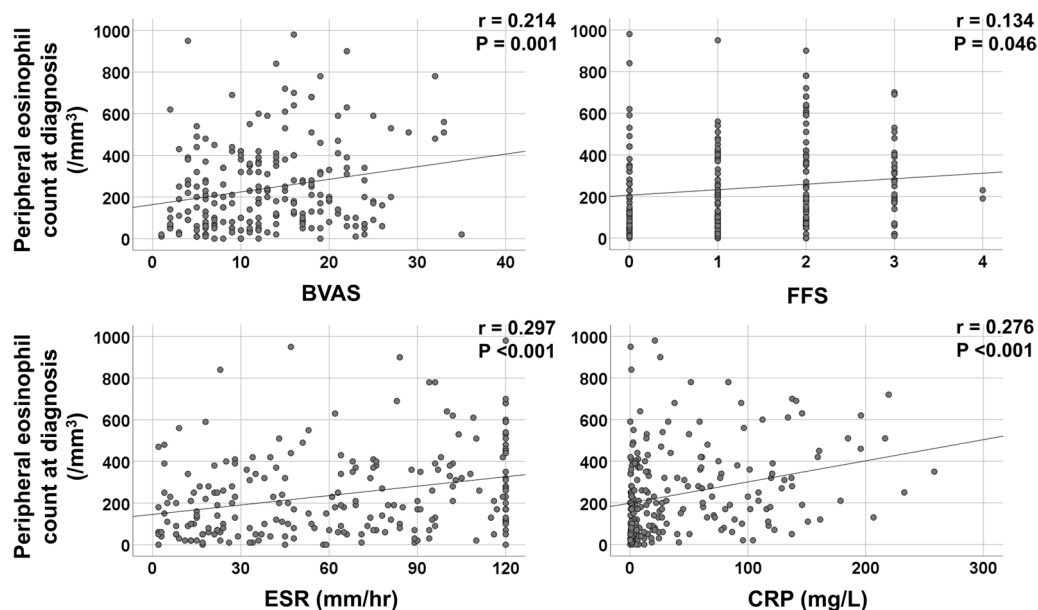 r = 0.214
P = 0.001
Peripheral eosinophil
count at diagnosis
(/mm³)
1000
800
600
400
200
0
0 10 20 30 40
BVAS
r = 0.134
P = 0.046
1000
800
600
400
200
0
0 1 2 3 4
FFS
r = 0.297
P <0.001
Peripheral eosinophil
count at diagnosis
(/mm³)
1000
800
600
400
200
0
0 30 60 90 120
ESR (mm/hr)
r = 0.276
P <0.001
1000
800
600
400
200
0
0 100 200 300
CRP (mg/L)